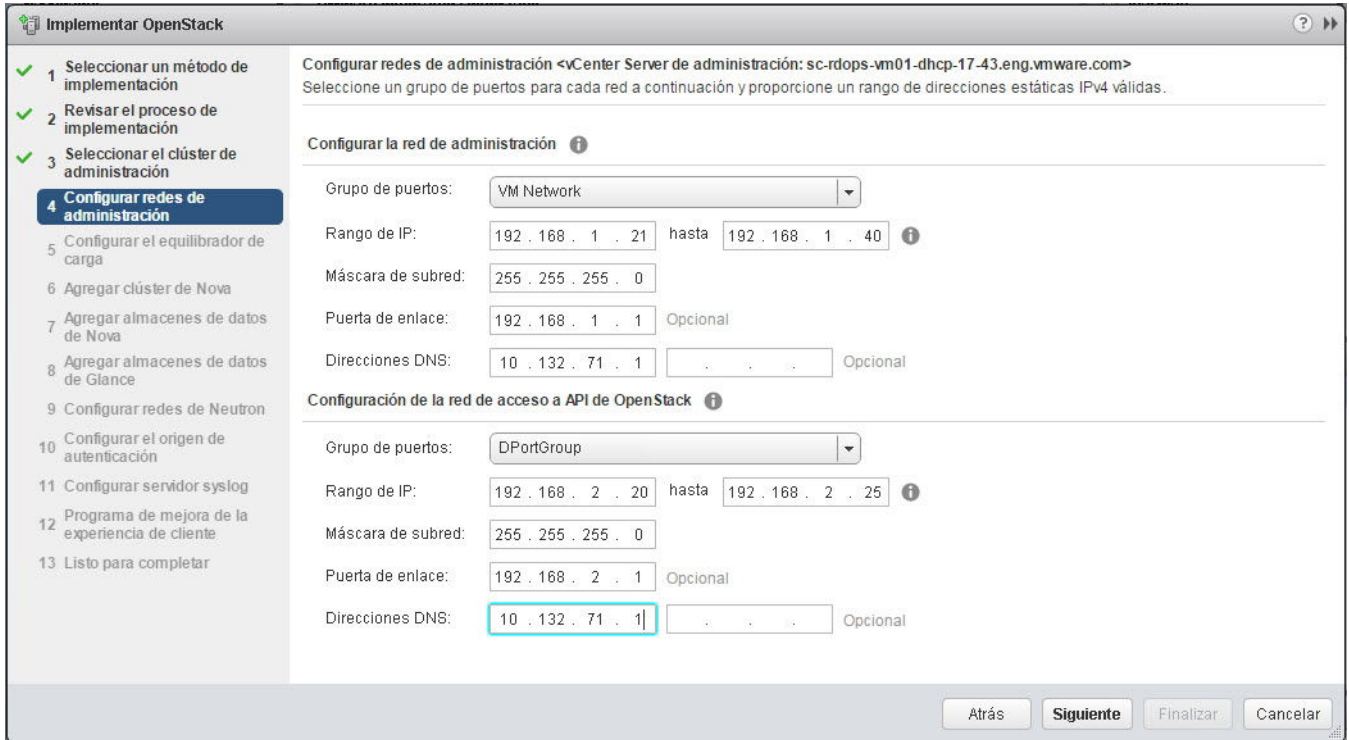 Implementar OpenStack
?
1 Seleccionar un método de
implementación
2 Revisar el proceso de
implementación
3 Seleccionar el clúster de
administración
4 Configurar redes de
administración
5 Configurar el equilibrador de
carga
6 Agregar clúster de Nova
7 Agregar almacenes de datos
de Nova
8 Agregar almacenes de datos
de Glance
9 Configurar redes de Neutron
10 Configurar el origen de
autenticación
11 Configurar servidor syslog
12 Programa de mejora de la
experiencia de cliente
13 Listo para completar
Configurar redes de administración <vCenter Server de administración: sc-rdops-vm01-dhcp-17-43.eng.vmware.com>
Seleccione un grupo de puertos para cada red a continuación y proporcione un rango de direcciones estáticas IPv4 válidas.
Configurar la red de administración
Grupo de puertos: VM Network
Rango de IP: 192 . 168 . 1 . 21 hasta 192 . 168 . 1 . 40
Máscara de subred: 255 . 255 . 255 . 0
Puerta de enlace: 192 . 168 . 1 . 1 Opcional
Direcciones DNS: 10 . 132 . 71 . 1 . . . Opcional
Configuración de la red de acceso a API de OpenStack
Grupo de puertos: DPortGroup
Rango de IP: 192 . 168 . 2 . 20 hasta 192 . 168 . 2 . 25
Máscara de subred: 255 . 255 . 255 . 0
Puerta de enlace: 192 . 168 . 2 . 1 Opcional
Direcciones DNS: 10 . 132 . 71 . 1 . . . Opcional
Atrás Siguiente Finalizar Cancelar